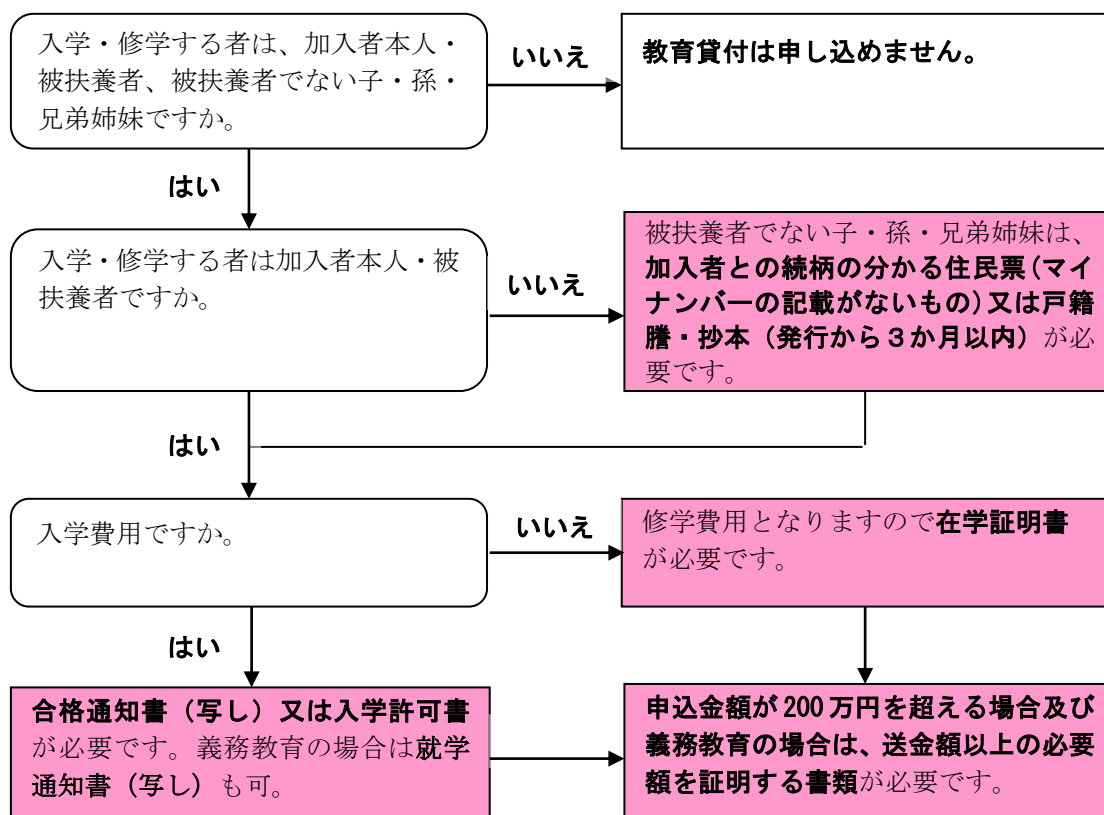 入学・修学する者は、加入者本人・
被扶養者、被扶養者でない子・孫・
兄弟姉妹ですか。
いいえ
教育貸付は申し込めません。
はい
入学・修学する者は加入者本人・被
扶養者ですか。
いいえ
被扶養者でない子・孫・兄弟姉妹は、
加入者との続柄の分かる住民票(マイ
ナンバーの記載がないもの)又は戸籍
謄・抄本（発行から３か月以内）が必
要です。
はい
入学費用ですか。
いいえ
修学費用となりますので在学証明書
が必要です。
はい
合格通知書（写し）又は入学許可書
が必要です。義務教育の場合は就学
通知書（写し）も可。
申込金額が 200 万円を超える場合及び
義務教育の場合は、送金額以上の必要
額を証明する書類が必要です。